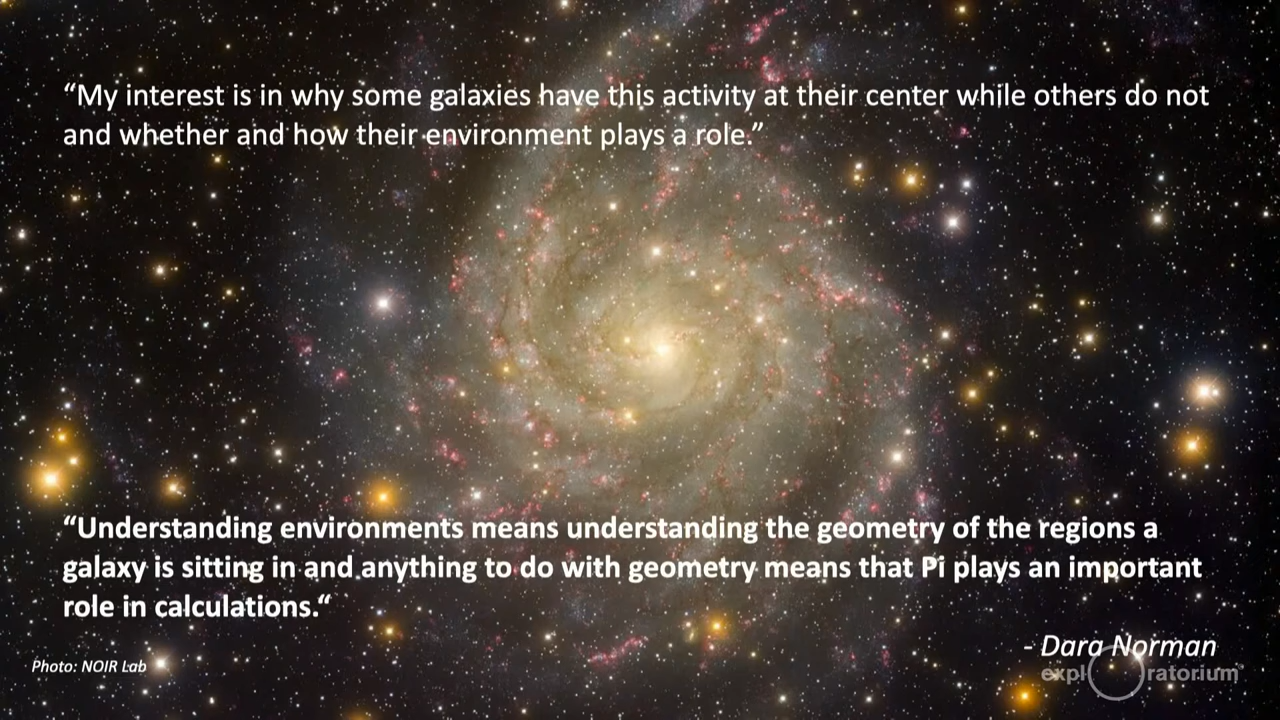 “My interest is in why some galaxies have this activity at their center while others do not
and whether and how their environment plays a role.”
“Understanding environments means understanding the geometry of the regions a
galaxy is sitting in and anything to do with geometry means that Pi plays an important
role in calculations.“
- Dara Norman
Photo: NOIR Lab
expl ratorium